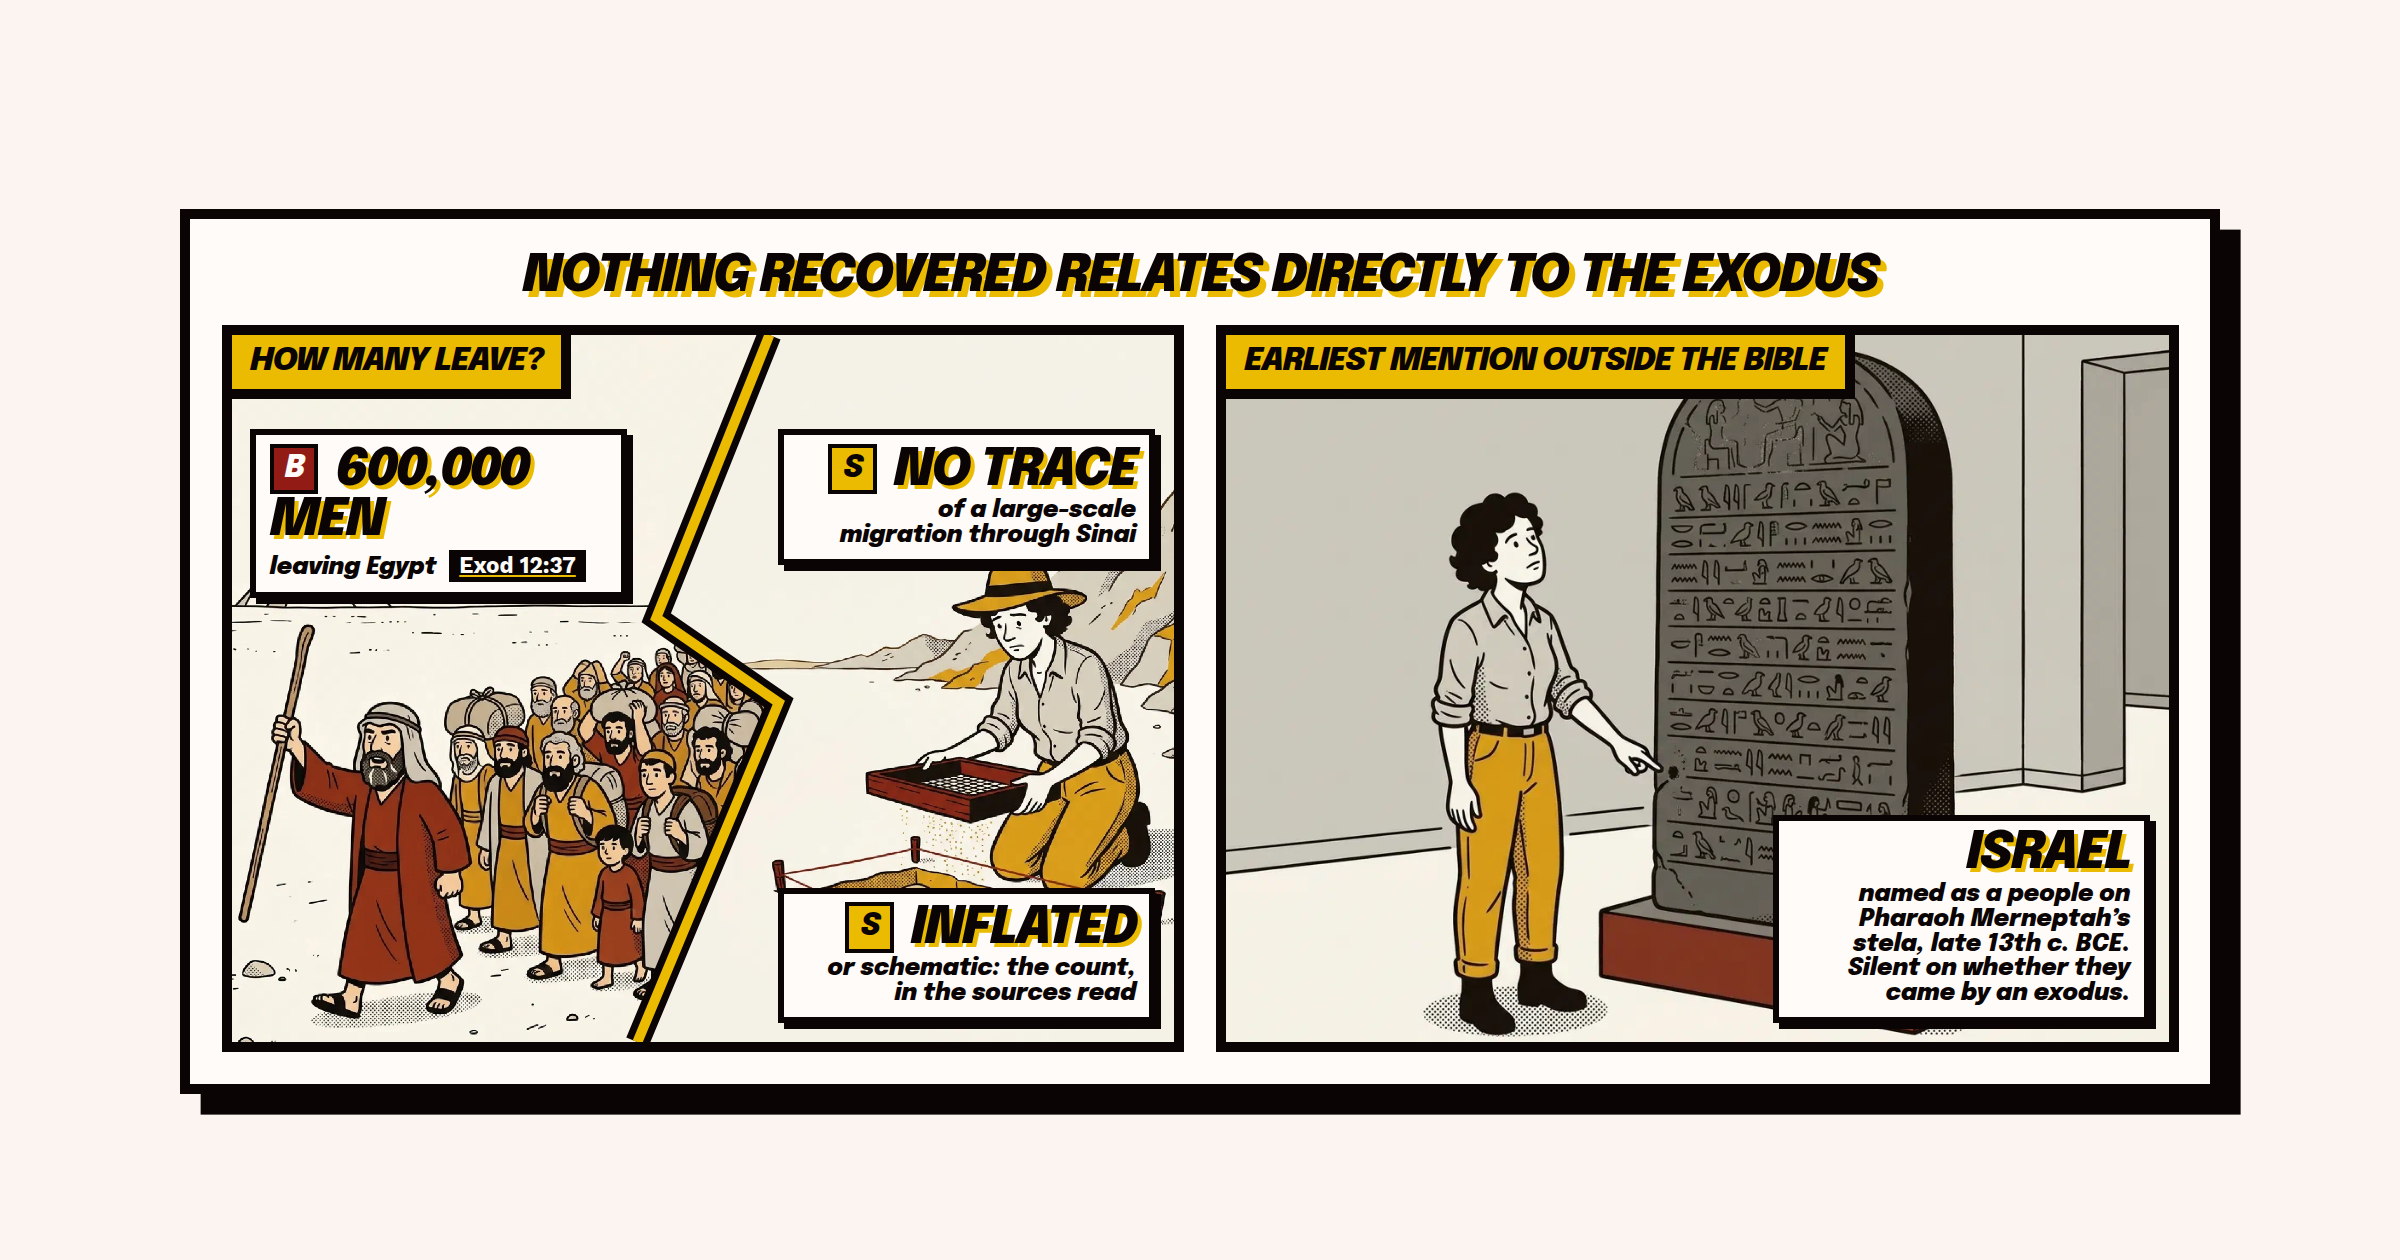 NOTHING RECOVERED RELATES DIRECTLY TO THE EXODUS
HOW MANY LEAVE?
B 600,000
MEN
leaving Egypt Exod 12:37
S NO TRACE
of a large-scale
migration through Sinai
S INFLATED
or schematic: the count,
in the sources read
EARLIEST MENTION OUTSIDE THE BIBLE
ISRAEL
named as a people on
Pharaoh Merneptah's
stela, late 13th c. BCE.
Silent on whether they
came by an exodus.